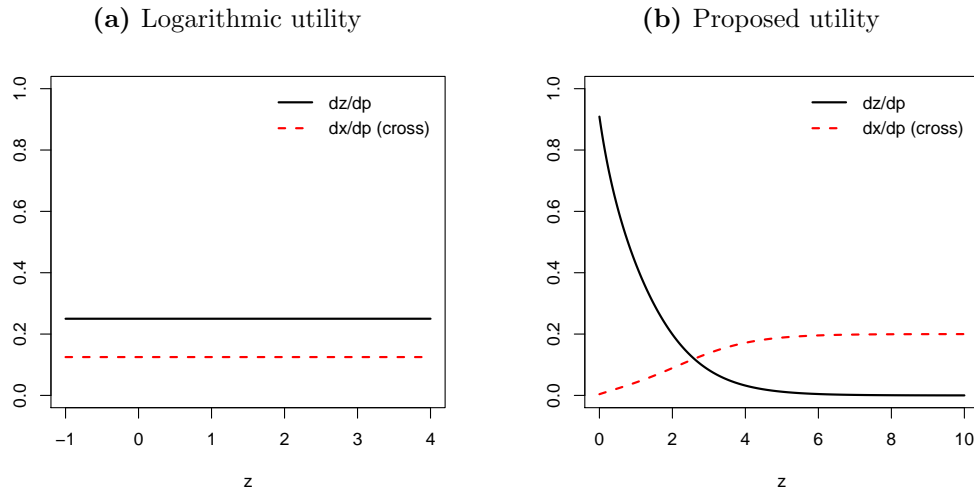 (a) Logarithmic utility
dz/dp
dx/dp (cross)
1.0
0.8
0.6
0.4
0.2
0.0
−1 0 1 2 3 4
z
(b) Proposed utility
dz/dp
dx/dp (cross)
1.0
0.8
0.6
0.4
0.2
0.0
0 2 4 6 8 10
z